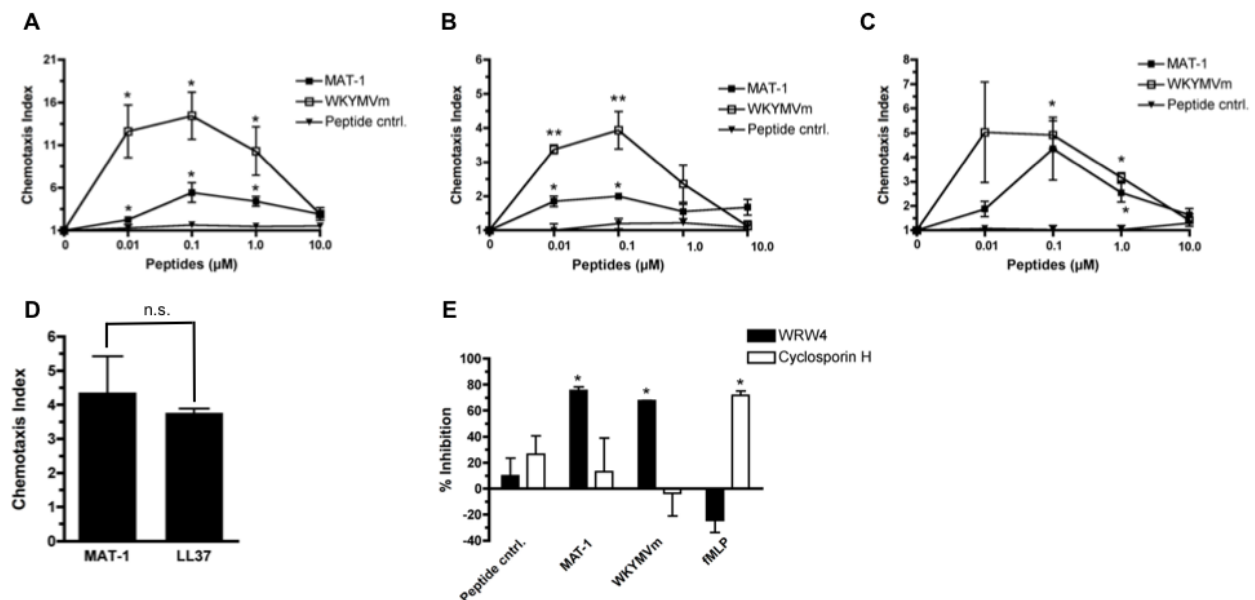 A
Chemotaxis Index
21
16
11
6
1
0 0.01 0.1 1.0 10.0
Peptides (µM)
* * *
* * *
MAT-1
WKYMVm
Peptide cntrl.
B
Chemotaxis Index
6
5
4
3
2
1
0 0.01 0.1 1.0 10.0
Peptides (µM)
** **
* *
MAT-1
WKYMVm
Peptide cntrl.
C
Chemotaxis Index
8
7
6
5
4
3
2
1
0 0.01 0.1 1.0 10.0
Peptides (µM)
* *
*
MAT-1
WKYMVm
Peptide cntrl.
D
n.s.
Chemotaxis Index
6
5
4
3
2
1
0
MAT-1 LL37
E
WRW4
Cyclosporin H
% Inhibition
100
80
60
40
20
0
-20
-40
* * *
Peptide cntrl. MAT-1 WKYMVm fMLP